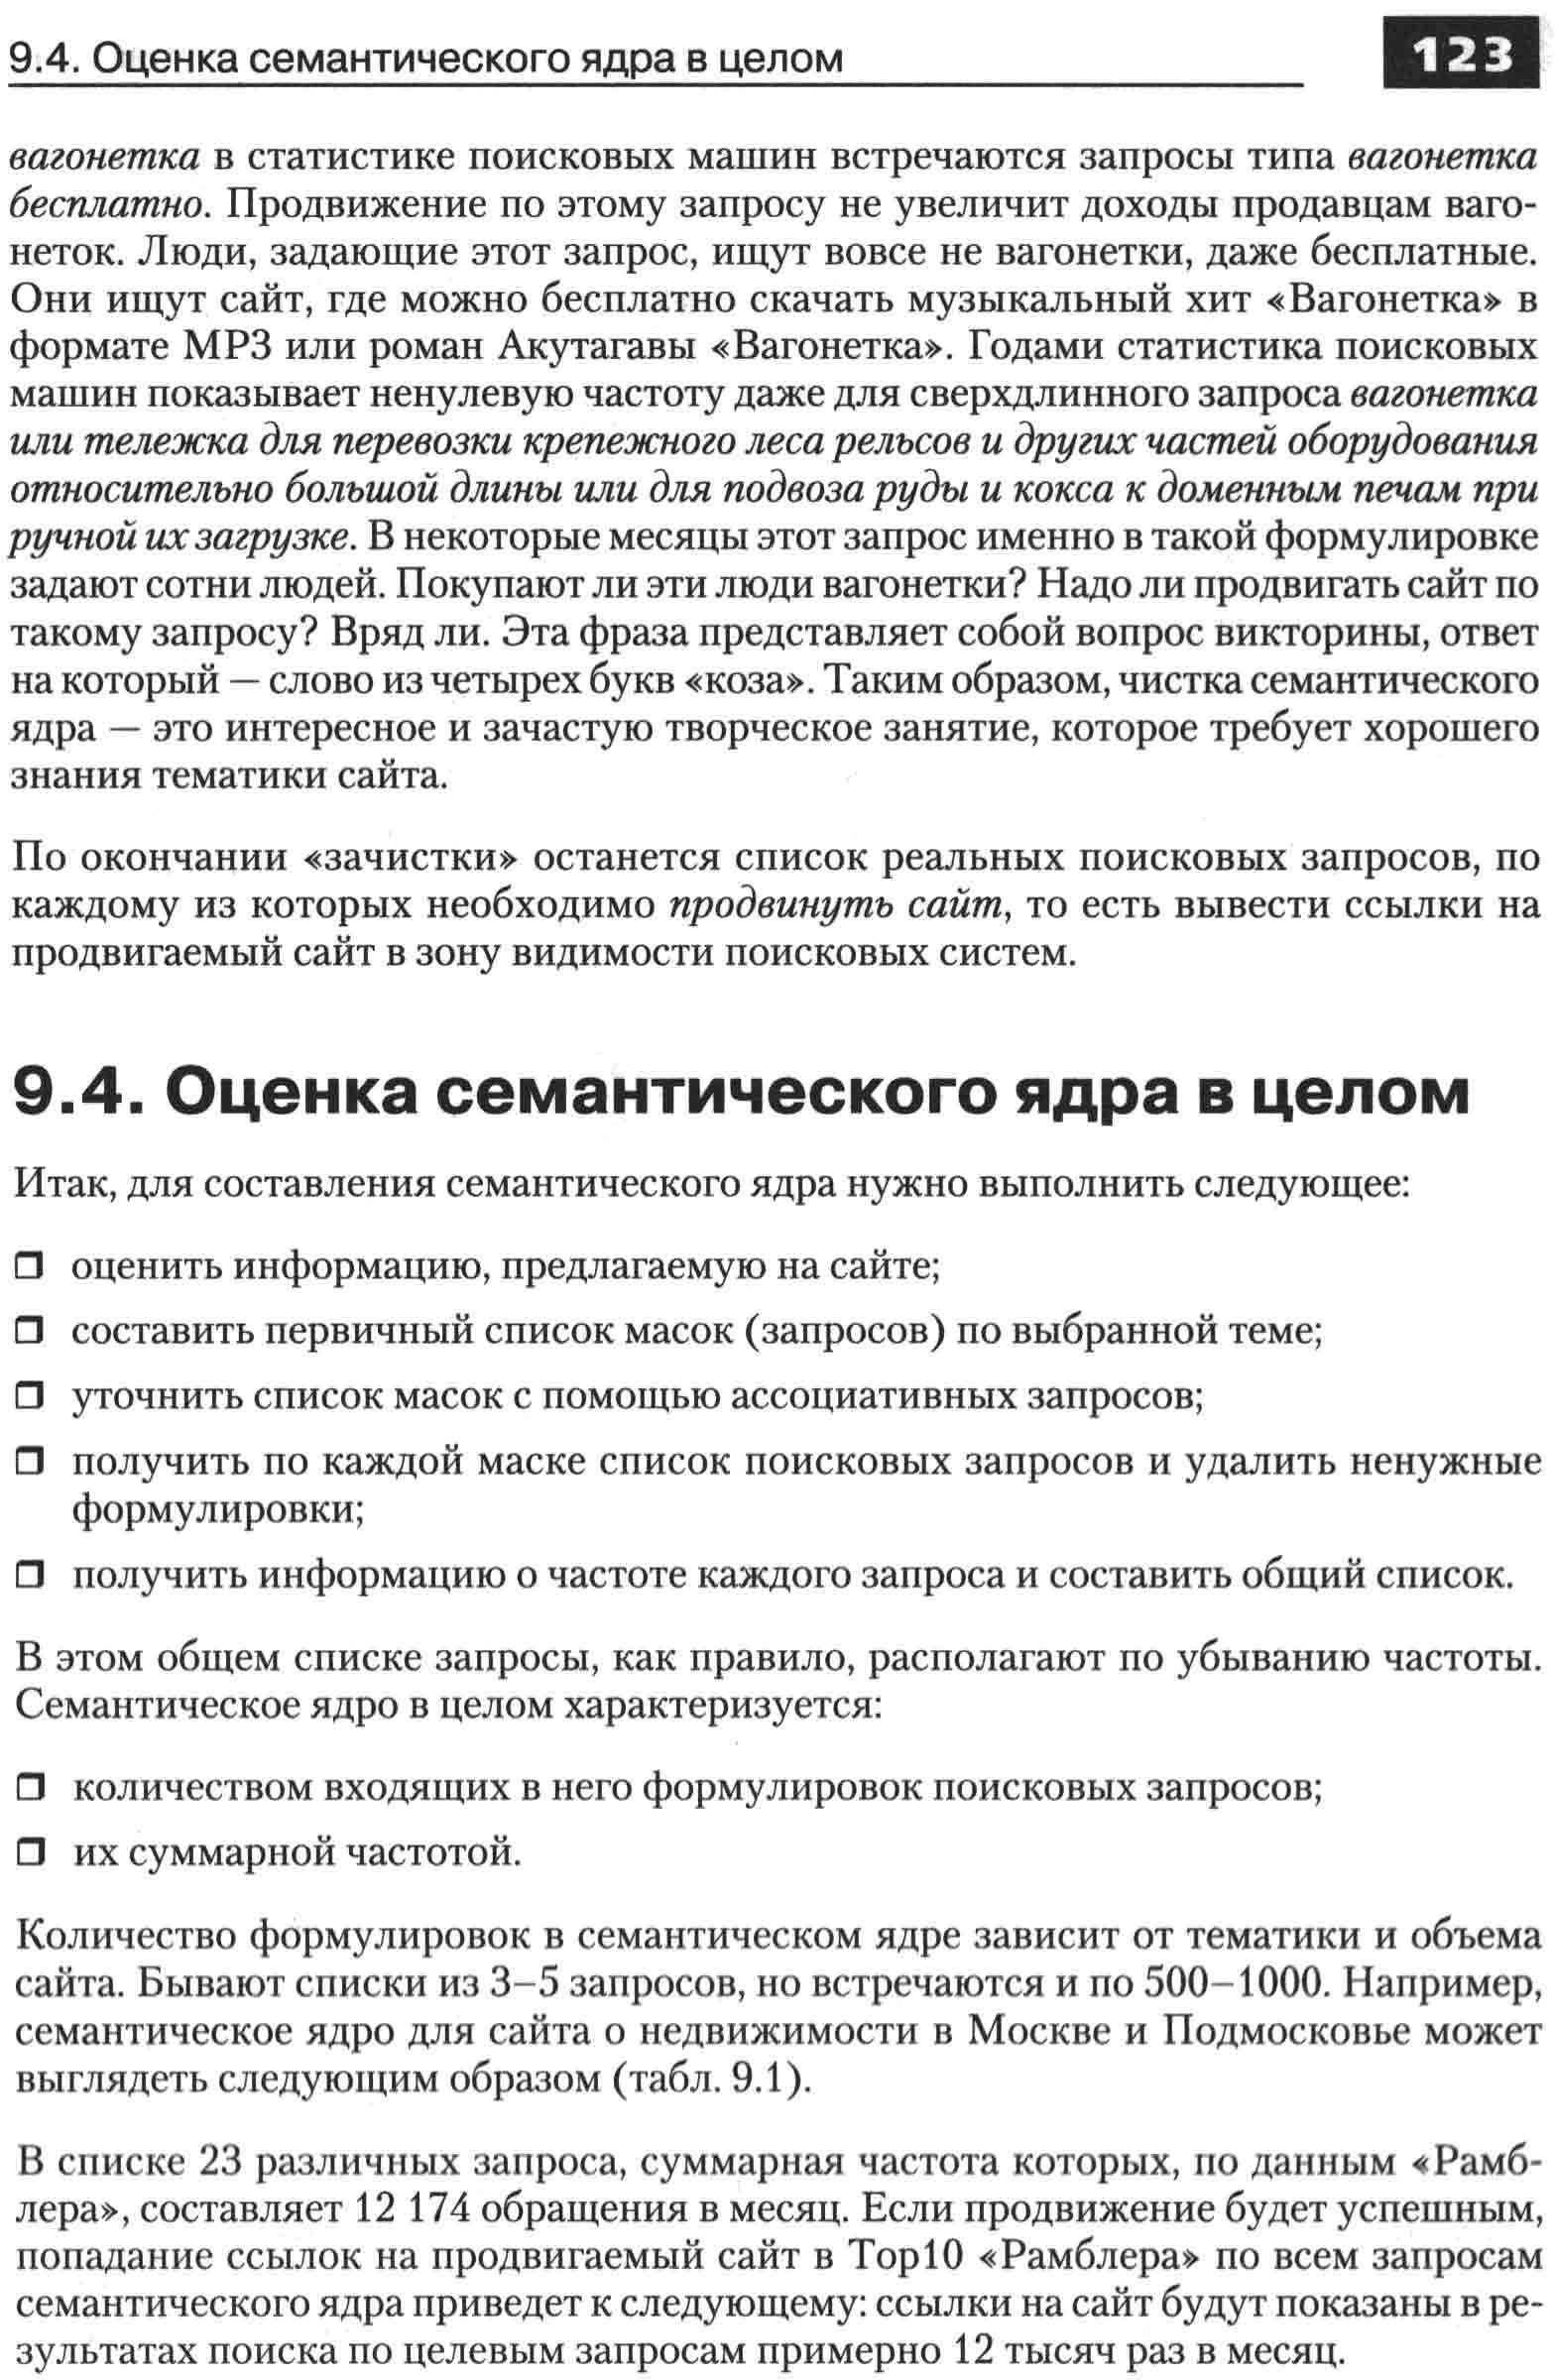 9.4. Оценка семантического ядра в целом
123
вагонетка в статистике поисковых машин встречаются запросы типа вагонетка
бесплатно. Продвижение по этому запросу не увеличит доходы продавцам ваго-
неток. Люди, задающие этот запрос, ищут вовсе не вагонетки, даже бесплатные.
Они ищут сайт, где можно бесплатно скачать музыкальный хит «Вагонетка» в
формате MP3 или роман Акутагавы «Вагонетка». Годами статистика поисковых
машин показывает ненулевую частоту даже для сверхдлинного запроса вагонетка
или тележка для перевозки крепежного леса рельсов и других частей оборудования
относительно большой длины или для подвоза руды и кокса к доменным печам при
ручной их загрузке. В некоторые месяцы этот запрос именно в такой формулировке
задают сотни людей. Покупают ли эти люди вагонетки? Надо ли продвигать сайт по
такому запросу? Вряд ли. Эта фраза представляет собой вопрос викторины, ответ
на который — слово из четырех букв «коза». Таким образом, чистка семантического
ядра — это интересное и зачастую творческое занятие, которое требует хорошего
знания тематики сайта.
По окончании «зачистки» останется список реальных поисковых запросов, по
каждому из которых необходимо продвинуть сайт, то есть вывести ссылки на
продвигаемый сайт в зону видимости поисковых систем.
9.4. Оценка семантического ядра в целом
Итак, для составления семантического ядра нужно выполнить следующее:
❒ оценить информацию, предлагаемую на сайте;
❒ составить первичный список масок (запросов) по выбранной теме;
❒ уточнить список масок с помощью ассоциативных запросов;
❒ получить по каждой маске список поисковых запросов и удалить ненужные
формулировки;
❒ получить информацию о частоте каждого запроса и составить общий список.
В этом общем списке запросы, как правило, располагают по убыванию частоты.
Семантическое ядро в целом характеризуется:
❒ количеством входящих в него формулировок поисковых запросов;
❒ их суммарной частотой.
Количество формулировок в семантическом ядре зависит от тематики и объема
сайта. Бывают списки из 3–5 запросов, но встречаются и по 500–1000. Например,
семантическое ядро для сайта о недвижимости в Москве и Подмосковье может
выглядеть следующим образом (табл. 9.1).
В списке 23 различных запроса, суммарная частота которых, по данным «Рамб-
лера», составляет 12 174 обращения в месяц. Если продвижение будет успешным,
попадание ссылок на продвигаемый сайт в Top10 «Рамблера» по всем запросам
семантического ядра приведет к следующему: ссылки на сайт будут показаны в ре-
зультатах поиска по целевым запросам примерно 12 тысяч раз в месяц.